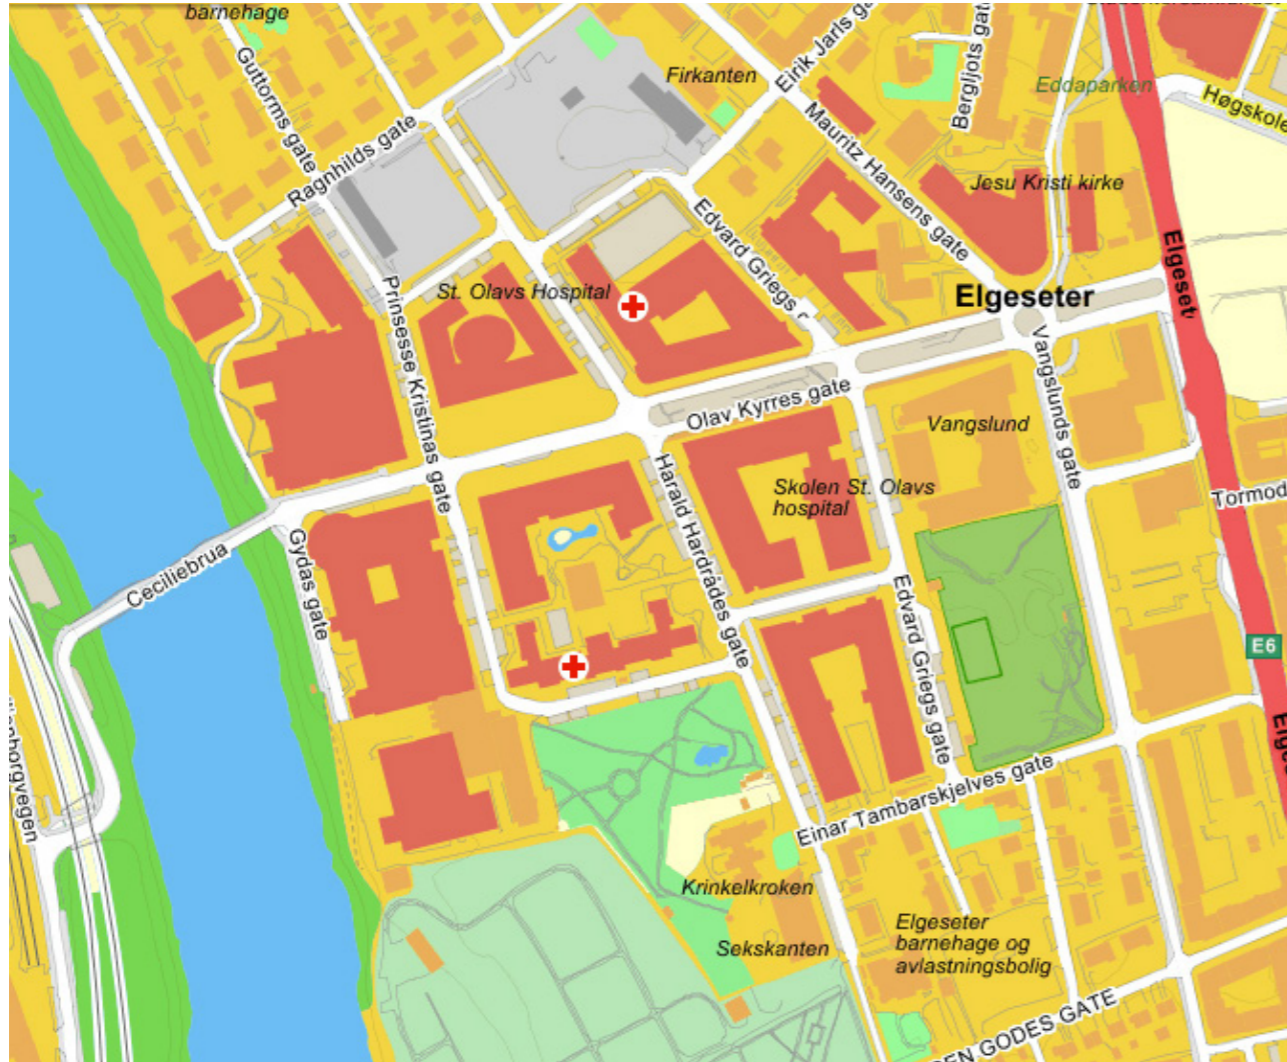 barnehage
Guttorms gate
Ragnhilds gate
Firkanten
Eirik Jarls
Bergljots
Eddaparken
Høgskole
Mauritz Hansens gate
Jesu Kristi kirke
Edvard Griegs
Elgeset
St. Olavs Hospital
Elgeseter
Prinsesse Kristinas gate
Olav Kyrres gate
Vangslunds gate
Vangslund
Harald Hardrådes gate
Skolen St. Olavs
hospital
Tormod
Ceciliebrua
Gydas gate
Edvard Griegs gate
E6
Einar Tambarskjelves gate
Krinkelkroken
Sekskanten
Elgeseter
barnehage og
avlastningsbolig
GODES GATE